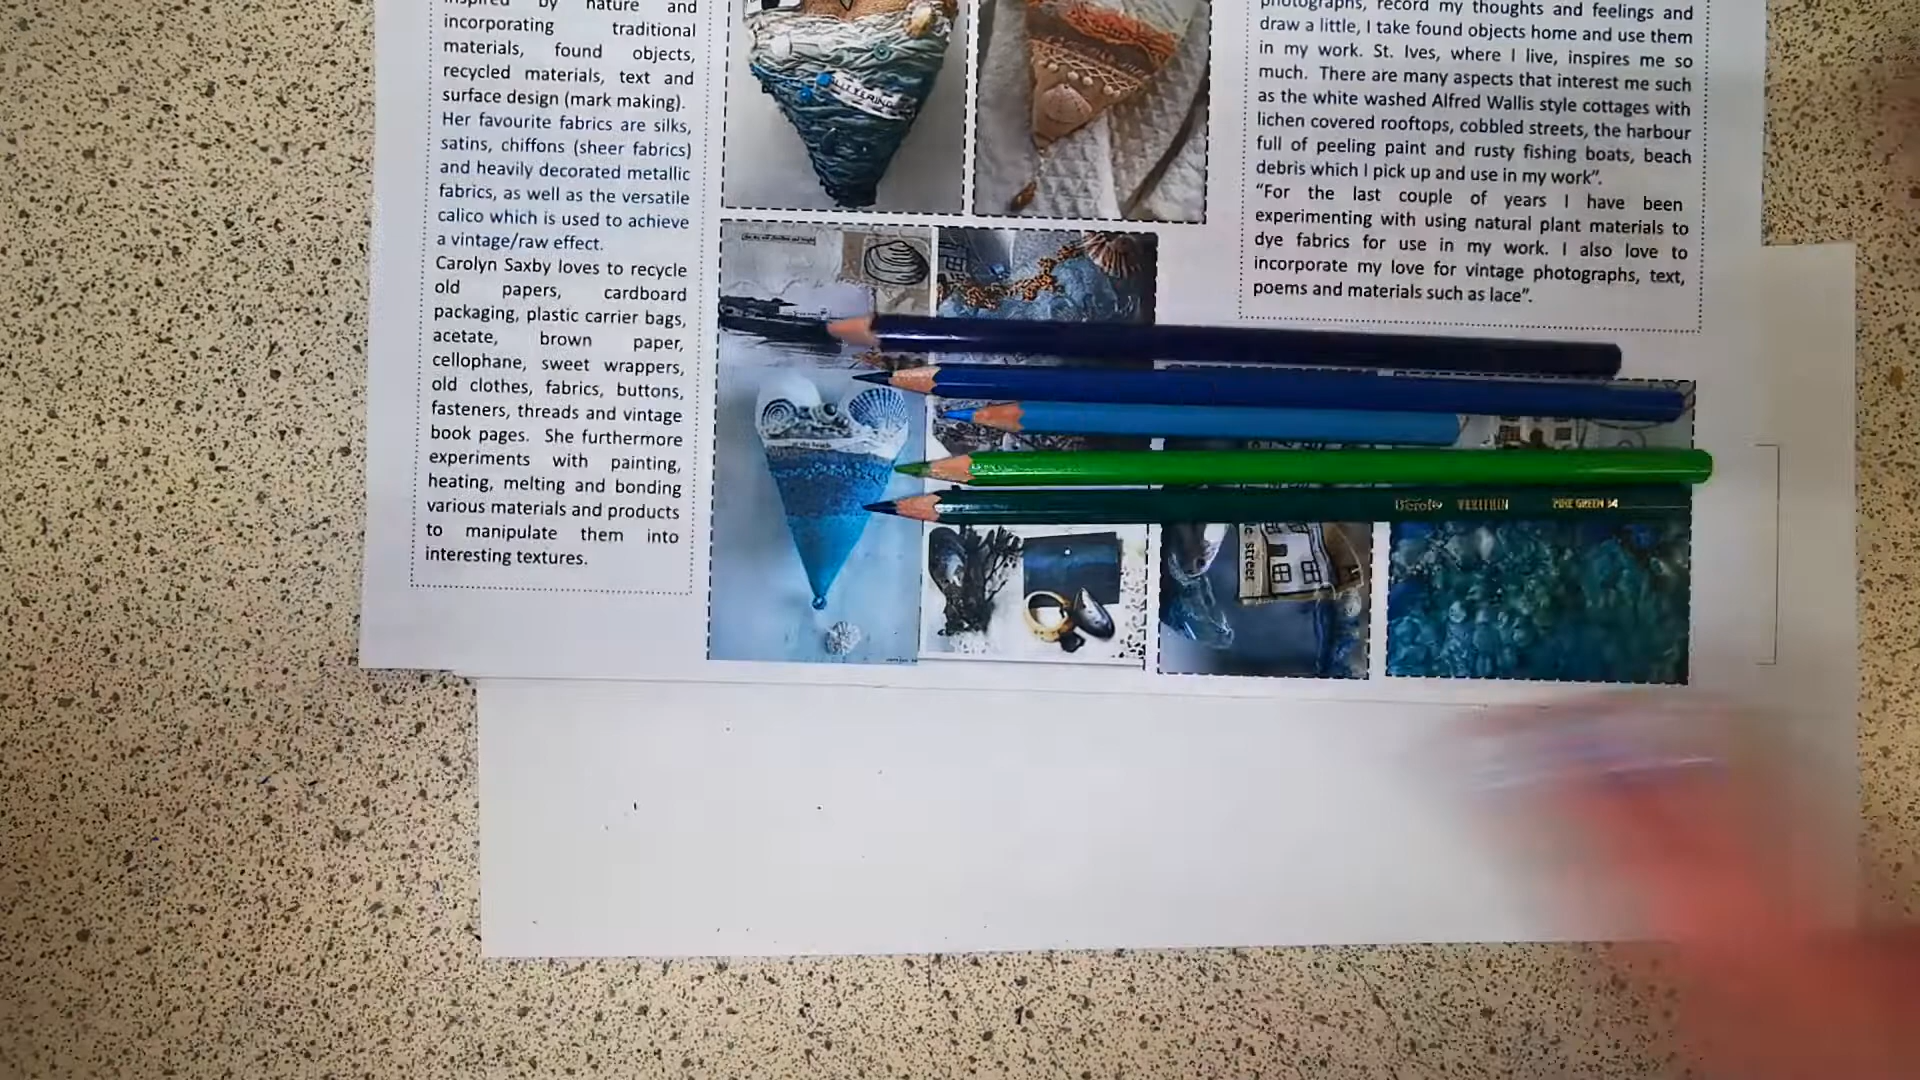 inspired by nature and
incorporating traditional
materials, found objects,
recycled materials, text and
surface design (mark making).
Her favourite fabrics are silks,
satins, chiffons (sheer fabrics)
and heavily decorated metallic
fabrics, as well as the versatile
calico which is used to achieve
a vintage/raw effect.
Carolyn Saxby loves to recycle
old papers, cardboard
packaging, plastic carrier bags,
acetate, brown paper,
cellophane, sweet wrappers,
old clothes, fabrics, buttons,
fasteners, threads and vintage
book pages. She furthermore
experiments with painting,
heating, melting and bonding
various materials and products
to manipulate them into
interesting textures.
photographs, record my thoughts and feelings and
draw a little, I take found objects home and use them
in my work. St. Ives, where I live, inspires me so
much. There are many aspects that interest me such
as the white washed Alfred Wallis style cottages with
lichen covered rooftops, cobbled streets, the harbour
full of peeling paint and rusty fishing boats, beach
debris which I pick up and use in my work”.
“For the last couple of years I have been
experimenting with using natural plant materials to
dye fabrics for use in my work. I also love to
incorporate my love for vintage photographs, text,
poems and materials such as lace”.
Berol VERITHIN PINE GREEN
street